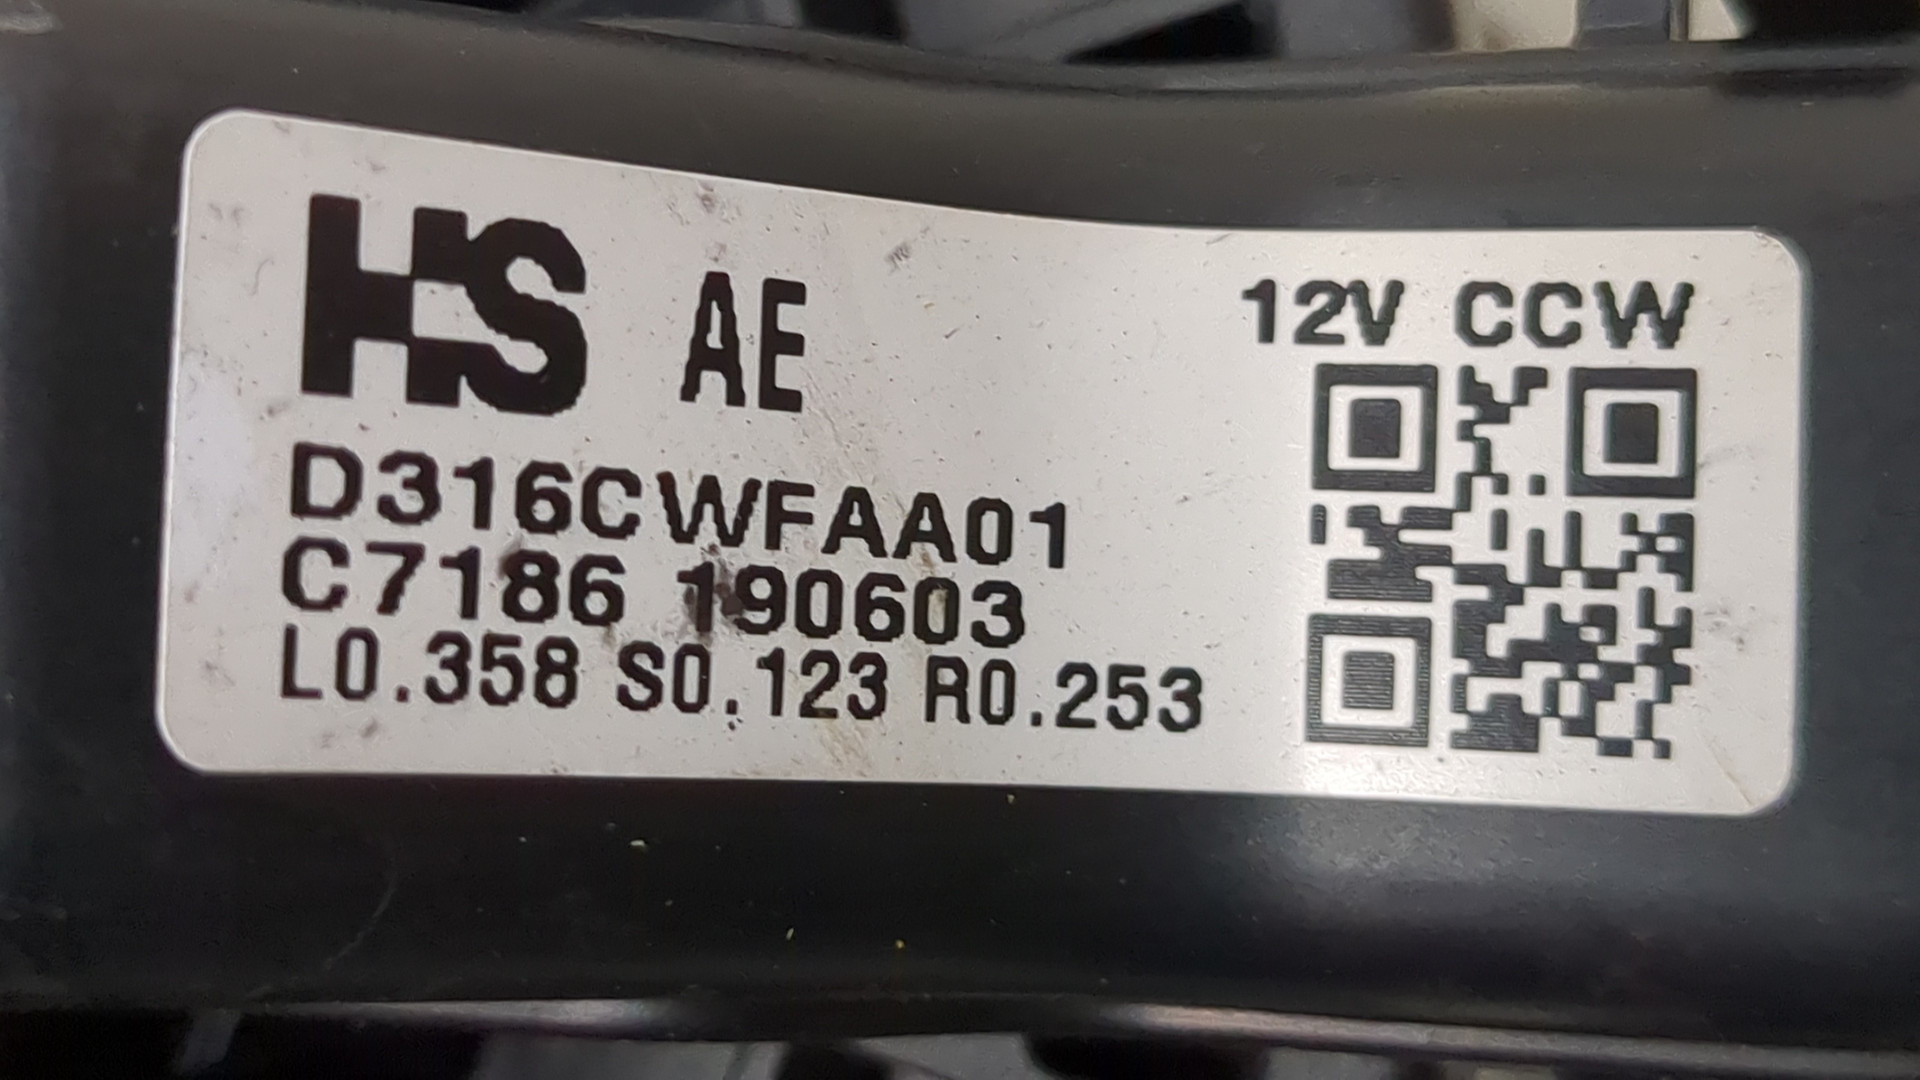 HS AE
12V CCW
D316CWFAA01
C7186 190603
L0.358 S0.123 R0.253